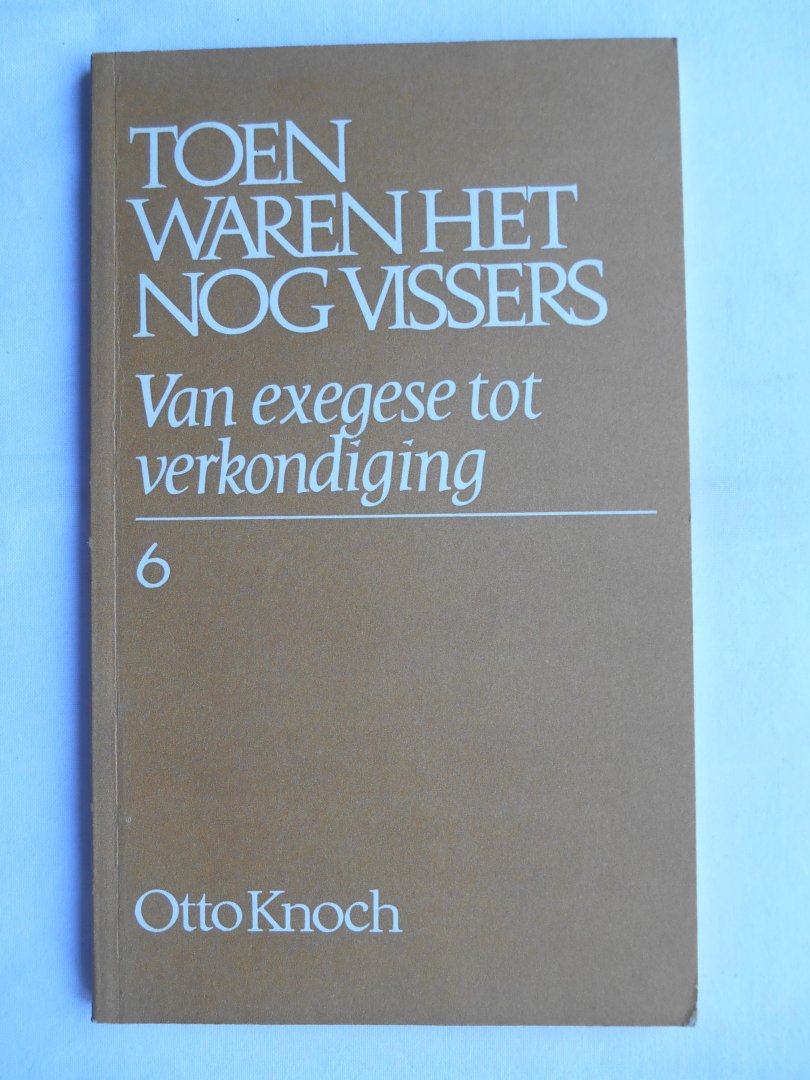 TOEN
WAREN HET
NOG VISSERS
Van exegese tot
verkondiging
6
Otto Knoch